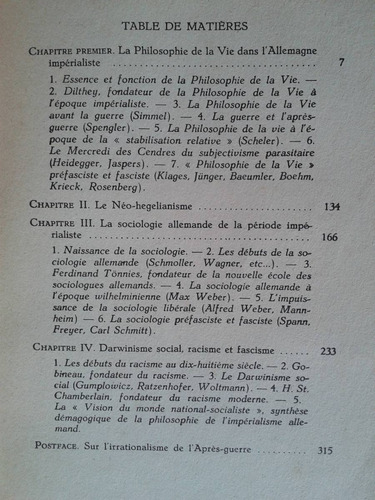 TABLE DE MATIÈRES
CHAPITRE PREMIER. La Philosophie de la Vie dans l'Allemagne
impérialiste .......................................... 7
1. Essence et fonction de la Philosophie de la Vie. —
2. Dilthey, fondateur de la Philosophie de la Vie à
l'époque impérialiste. — 3. La Philosophie de la Vie
avant la guerre (Simmel). — 4. La guerre et l'après-
guerre (Spengler). — 5. La Philosophie de la vie à l'é-
poque de la « stabilisation relative » (Scheler). — 6.
Le Mercredi des Cendres du subjectivisme parasitaire
(Heidegger, Jaspers). — 7. « Philosophie de la Vie »
préfasciste et fasciste (Klages, Jünger, Baeumler, Boehm,
Krieck, Rosenberg).
CHAPITRE II. Le Néo-hegelianisme ..................... 134
CHAPITRE III. La sociologie allemande de la période impé-
rialiste .......................................... 166
1. Naissance de la sociologie. — 2. Les débuts de la so-
ciologie allemande (Schmoller, Wagner, etc...). — 3.
Ferdinand Tönnies, fondateur de la nouvelle école des
sociologues allemands. — 4. La sociologie allemande à
l'époque wilhelminienne (Max Weber). — 5. L'impuis-
sance de la sociologie libérale (Alfred Weber, Mann-
heim) — 6. La sociologie préfasciste et fasciste (Spann,
Freyer, Carl Schmitt).
CHAPITRE IV. Darwinisme social, racisme et fascisme ...... 233
1. Les débuts du racisme au dix-huitième siècle. — 2. Go-
bineau, fondateur du racisme. — 3. Le Darwinisme so-
cial (Gumplowicz, Ratzenhofer, Woltmann). — 4. H. St.
Chamberlain, fondateur du racisme moderne. — 5.
La « Vision du monde national-socialiste », synthèse
démagogique de la philosophie de l'impérialisme alle-
mand.
POSTFACE. Sur l'irrationalisme de l'Après-guerre .......... 315